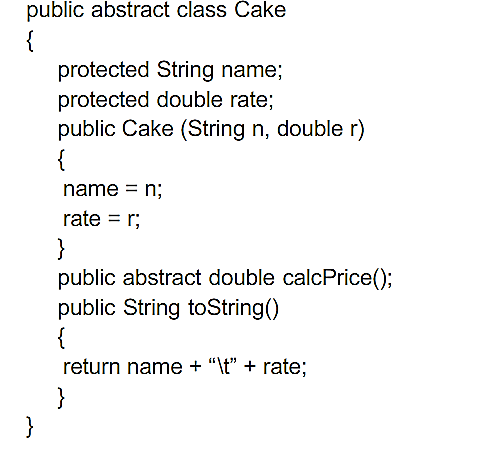 public abstract class Cake
{
protected String name;
protected double rate;
public Cake (String n, double r)
{
name = n;
rate = r;
}
public abstract double calcPrice();
public String toString()
{
return name + “\t” + rate;
}
}